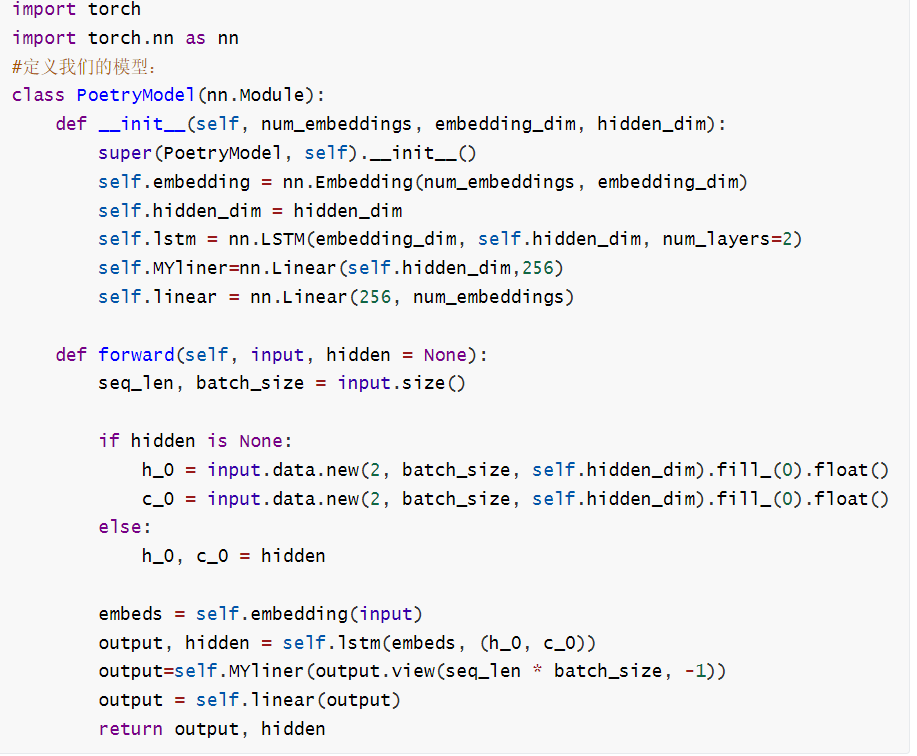 import torch
import torch.nn as nn
#定义我们的模型:
class PoetryModel(nn.Module):
    def __init__(self, num_embeddings, embedding_dim, hidden_dim):
        super(PoetryModel, self).__init__()
        self.embedding = nn.Embedding(num_embeddings, embedding_dim)
        self.hidden_dim = hidden_dim
        self.lstm = nn.LSTM(embedding_dim, self.hidden_dim, num_layers=2)
        self.MYliner=nn.Linear(self.hidden_dim,256)
        self.linear = nn.Linear(256, num_embeddings)

    def forward(self, input, hidden = None):
        seq_len, batch_size = input.size()

        if hidden is None:
            h_0 = input.data.new(2, batch_size, self.hidden_dim).fill_(0).float()
            c_0 = input.data.new(2, batch_size, self.hidden_dim).fill_(0).float()
        else:
            h_0, c_0 = hidden

        embeds = self.embedding(input)
        output, hidden = self.lstm(embeds, (h_0, c_0))
        output=self.MYliner(output.view(seq_len * batch_size, -1))
        output = self.linear(output)
        return output, hidden